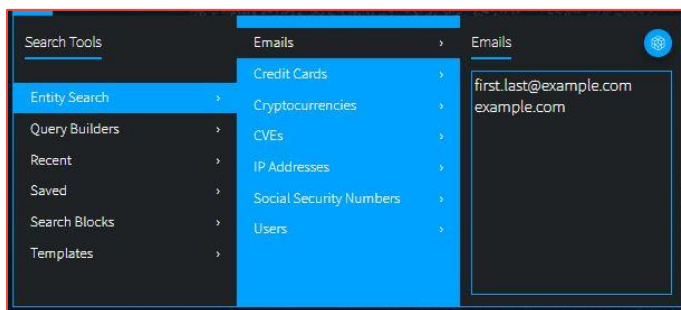 Search Tools
Entity Search
Query Builders
Recent
Saved
Search Blocks
Templates
Emails
Credit Cards
Cryptocurrencies
CVEs
IP Addresses
Social Security Numbers
Users
Emails
first.last@example.com
example.com